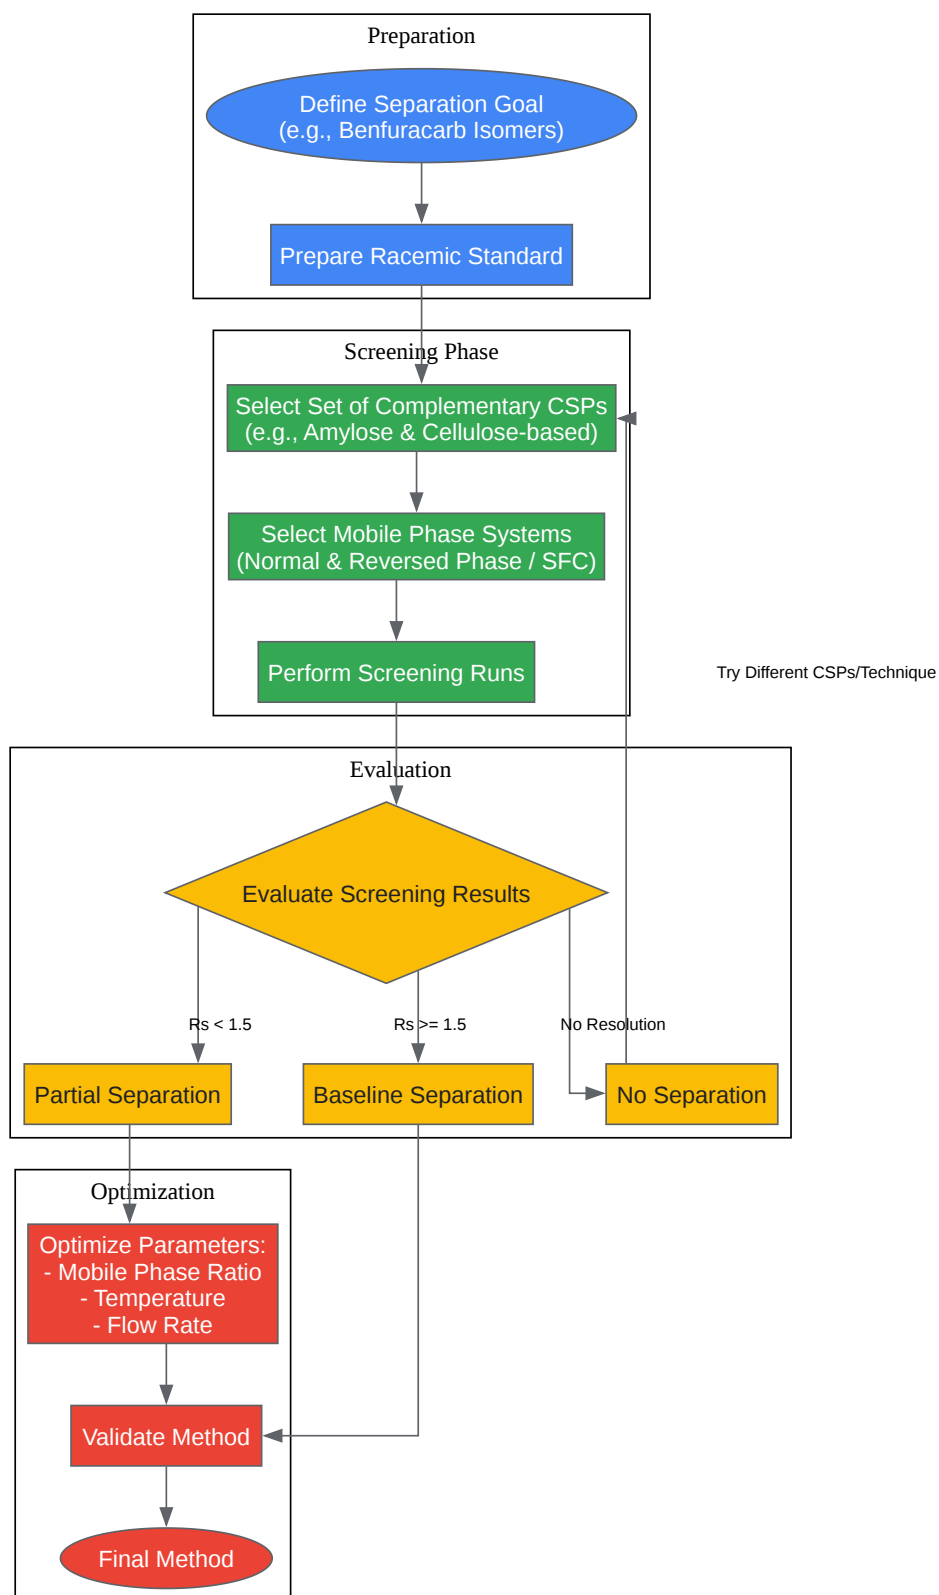 Preparation
Define Separation Goal
(e.g., Benfuracarb Isomers)
Prepare Racemic Standard
Screening Phase
Select Set of Complementary CSPs
(e.g., Amylose & Cellulose-based)
Select Mobile Phase Systems
(Normal & Reversed Phase / SFC)
Perform Screening Runs
Try Different CSPs/Technique
Evaluation
Evaluate Screening Results
Rs < 1.5
Rs >= 1.5
No Resolution
Partial Separation
Baseline Separation
No Separation
Optimization
Optimize Parameters:
- Mobile Phase Ratio
- Temperature
- Flow Rate
Validate Method
Final Method